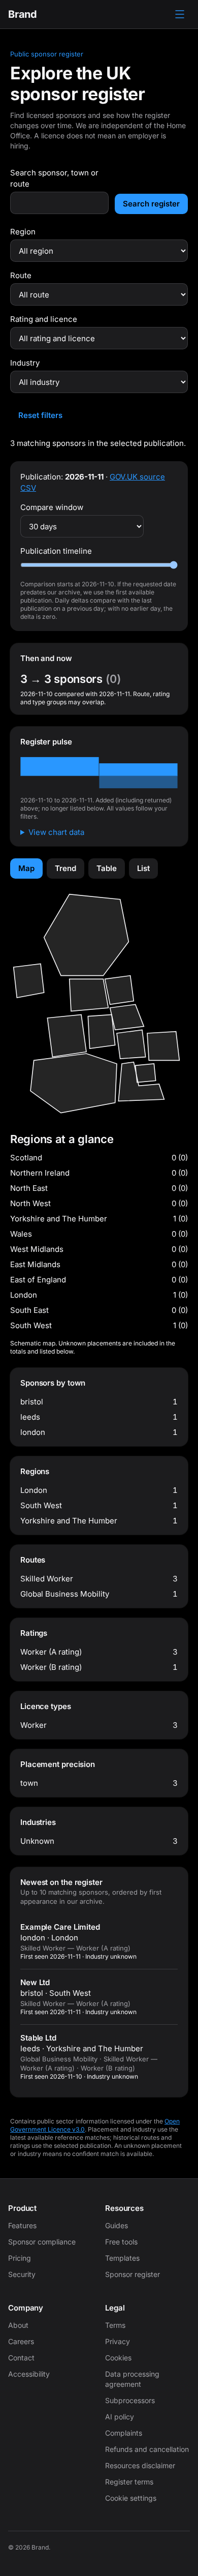 Brand
Public sponsor register
Explore the UK
sponsor register
Find licensed sponsors and see how the register
changes over time. We are independent of the Home
Office. A licence does not mean an employer is
hiring.
Search sponsor, town or
route
Search register
Region
All region
Route
All route
Rating and licence
All rating and licence
Industry
All industry
Reset filters
3 matching sponsors in the selected publication.
Publication: 2026-11-11 · GOV.UK source
CSV
Compare window
30 days
Publication timeline
Comparison starts at 2026-11-10. If the requested date
predates our archive, we use the first available
publication. Daily deltas compare with the last
publication on a previous day; with no earlier day, the
delta is zero.
Then and now
3 → 3 sponsors (0)
2026-11-10 compared with 2026-11-11. Route, rating
and type groups may overlap.
Register pulse
2026-11-10 to 2026-11-11. Added (including returned)
above; no longer listed below. All values follow your
filters.
▶ View chart data
Map
Trend
Table
List
Regions at a glance
Scotland 0 (0)
Northern Ireland 0 (0)
North East 0 (0)
North West 0 (0)
Yorkshire and The Humber 1 (0)
Wales 0 (0)
West Midlands 0 (0)
East Midlands 0 (0)
East of England 0 (0)
London 1 (0)
South East 0 (0)
South West 1 (0)
Schematic map. Unknown placements are included in the
totals and listed below.
Sponsors by town
bristol 1
leeds 1
london 1
Regions
London 1
South West 1
Yorkshire and The Humber 1
Routes
Skilled Worker 3
Global Business Mobility 1
Ratings
Worker (A rating) 3
Worker (B rating) 1
Licence types
Worker 3
Placement precision
town 3
Industries
Unknown 3
Newest on the register
Up to 10 matching sponsors, ordered by first
appearance in our archive.
Example Care Limited
london · London
Skilled Worker — Worker (A rating)
First seen 2026-11-11 · Industry unknown
New Ltd
bristol · South West
Skilled Worker — Worker (A rating)
First seen 2026-11-11 · Industry unknown
Stable Ltd
leeds · Yorkshire and The Humber
Global Business Mobility · Skilled Worker —
Worker (A rating) · Worker (B rating)
First seen 2026-11-10 · Industry unknown
Contains public sector information licensed under the Open
Government Licence v3.0. Placement and industry use the
latest available reference matches; historical routes and
ratings use the selected publication. An unknown placement
or industry means no confident match is available.
Product
Features
Sponsor compliance
Pricing
Security
Resources
Guides
Free tools
Templates
Sponsor register
Company
About
Careers
Contact
Accessibility
Legal
Terms
Privacy
Cookies
Data processing
agreement
Subprocessors
AI policy
Complaints
Refunds and cancellation
Resources disclaimer
Register terms
Cookie settings
© 2026 Brand.